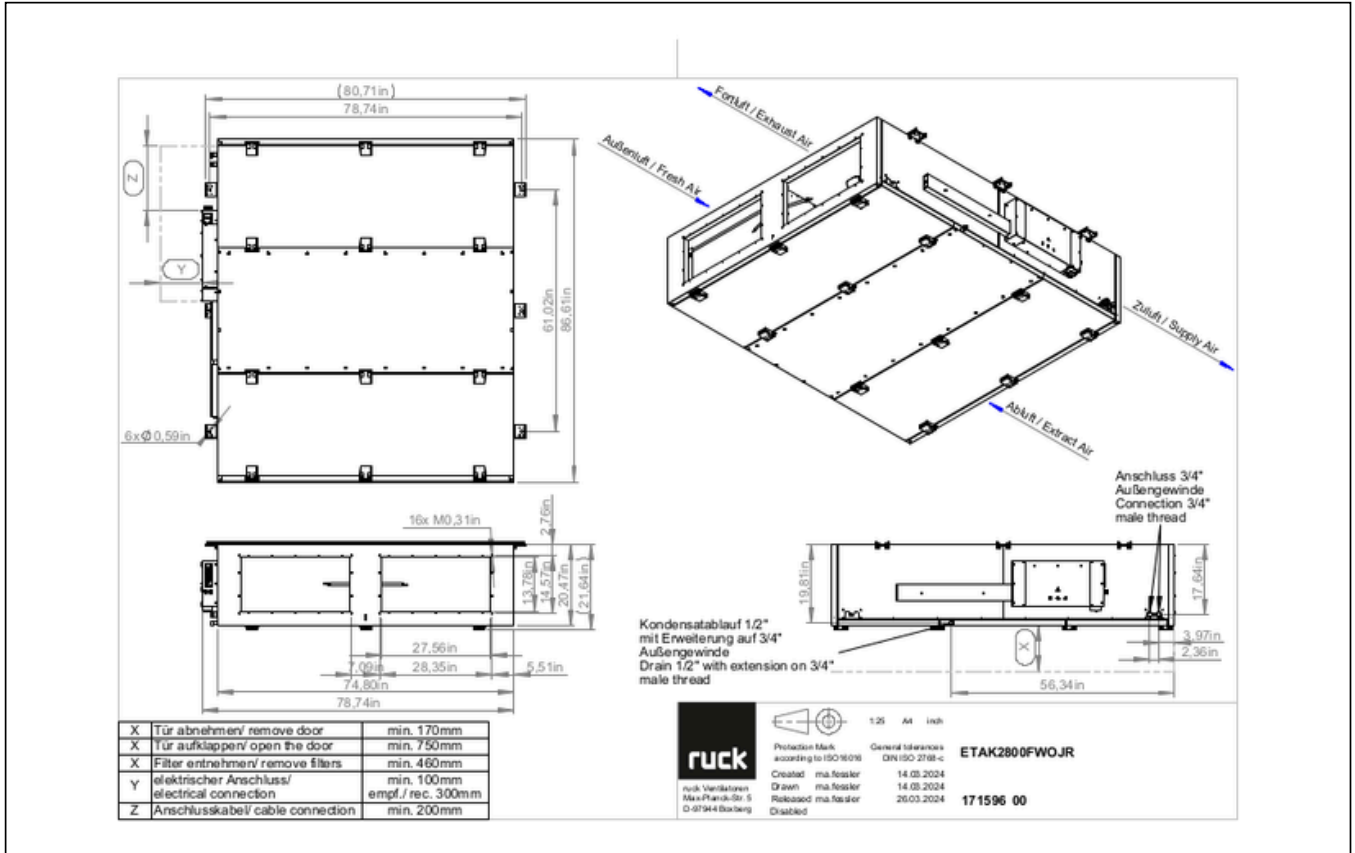 (80,71in)
78,74in
Z
Y
61,02in
86,61in
6xØ0,59in
Fortluft / Exhaust Air
Außenluft / Fresh Air
Zuluft / Supply Air
Abluft / Extract Air
16x M0,31in
2,76in
13,78in
14,57in
20,47in
(21,64in)
27,56in
7,09in
28,35in
5,51in
74,80in
78,74in
Anschluss 3/4"
Außengewinde
Connection 3/4"
male thread
19,81in
17,64in
X
3,97in
2,36in
56,34in
Kondensatablauf 1/2"
mit Erweiterung auf 3/4"
Außengewinde
Drain 1/2" with extension on 3/4"
male thread
X Tür abnehmen/ remove door min. 170mm
X Tür aufklappen/ open the door min. 750mm
X Filter entnehmen/ remove filters min. 460mm
Y elektrischer Anschluss/ electrical connection min. 100mm empf./ rec. 300mm
Z Anschlusskabel/ cable connection min. 200mm
ruck
ruck Ventilatoren
Max-Planck-Str. 5
D-97944 Boxberg
1:25 A4 inch
Protection Mark according to ISO16016
General tolerances DIN ISO 2768-c
ETAK2800FWOJR
Created ma.fessler 14.03.2024
Drawn ma.fessler 14.03.2024
Released ma.fessler 26.03.2024
Disabled
171596 00